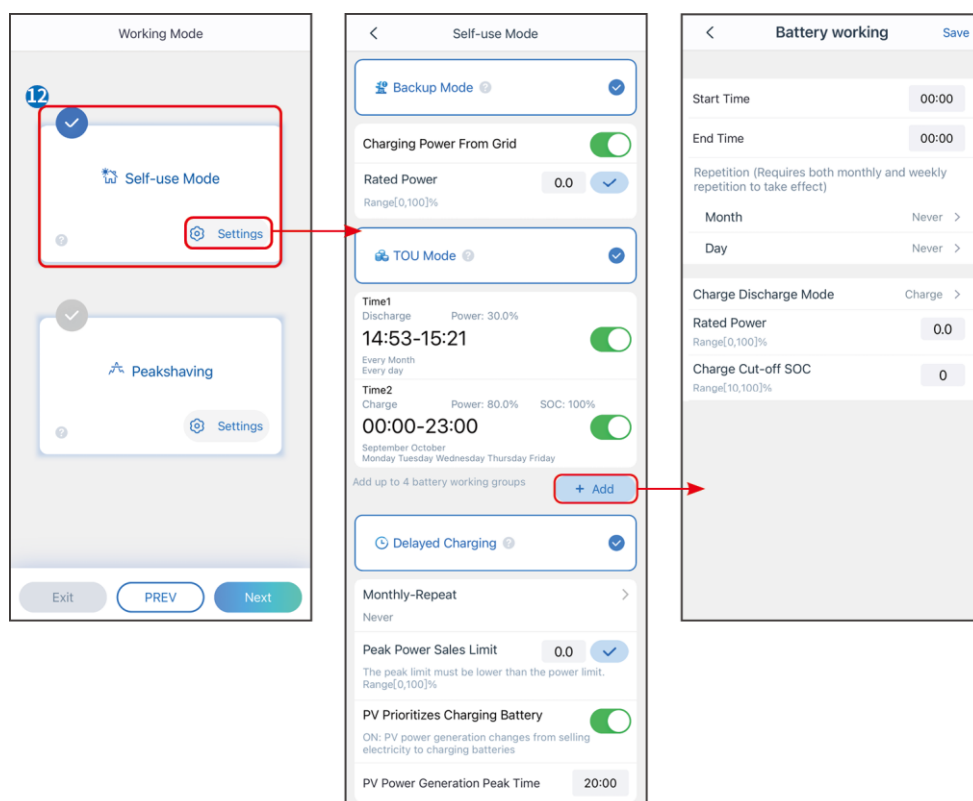 Working Mode
12
Self-use Mode
Settings
Peakshaving
Settings
Exit
PREV
Next
Self-use Mode
Backup Mode
Charging Power From Grid
Rated Power
0.0
Range[0,100]%
TOU Mode
Time1
Discharge Power: 30.0%
14:53-15:21
Every Month
Every day
Time2
Charge Power: 80.0% SOC: 100%
00:00-23:00
September October
Monday Tuesday Wednesday Thursday Friday
Add up to 4 battery working groups
+ Add
Delayed Charging
Monthly-Repeat
Never
Peak Power Sales Limit
0.0
The peak limit must be lower than the power limit.
Range[0,100]%
PV Prioritizes Charging Battery
ON: PV power generation changes from selling
electricity to charging batteries
PV Power Generation Peak Time 20:00
Battery working Save
Start Time 00:00
End Time 00:00
Repetition (Requires both monthly and weekly
repetition to take effect)
Month Never
Day Never
Charge Discharge Mode Charge
Rated Power
0.0
Range[0,100]%
Charge Cut-off SOC
0
Range[10,100]%